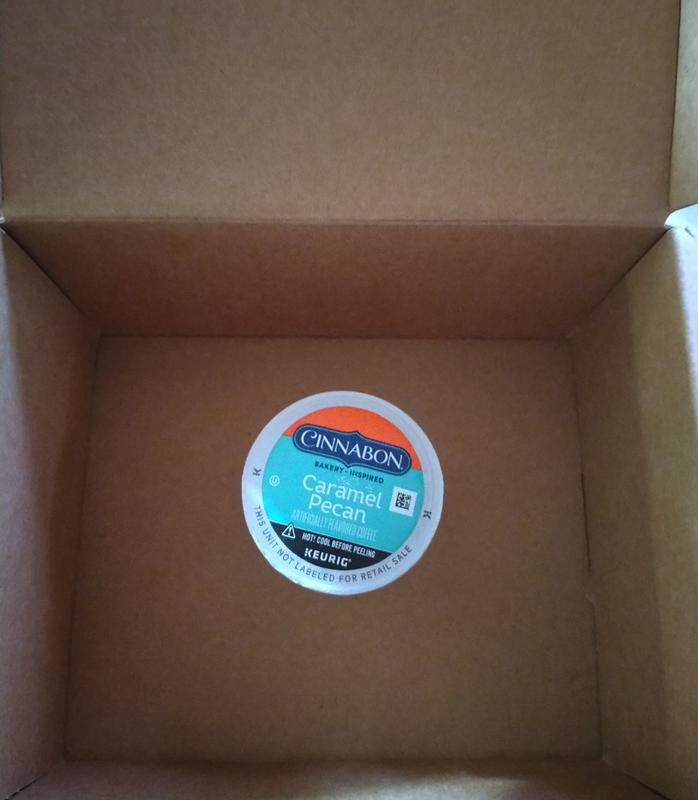 CINNABON
BAKERY-INSPIRED
Caramel
Pecan
ARTIFICIALLY FLAVORED COFFEE
HOT! COOL BEFORE PEELING
KEURIG®
THIS UNIT NOT LABELED FOR RETAIL SALE
K
K
U